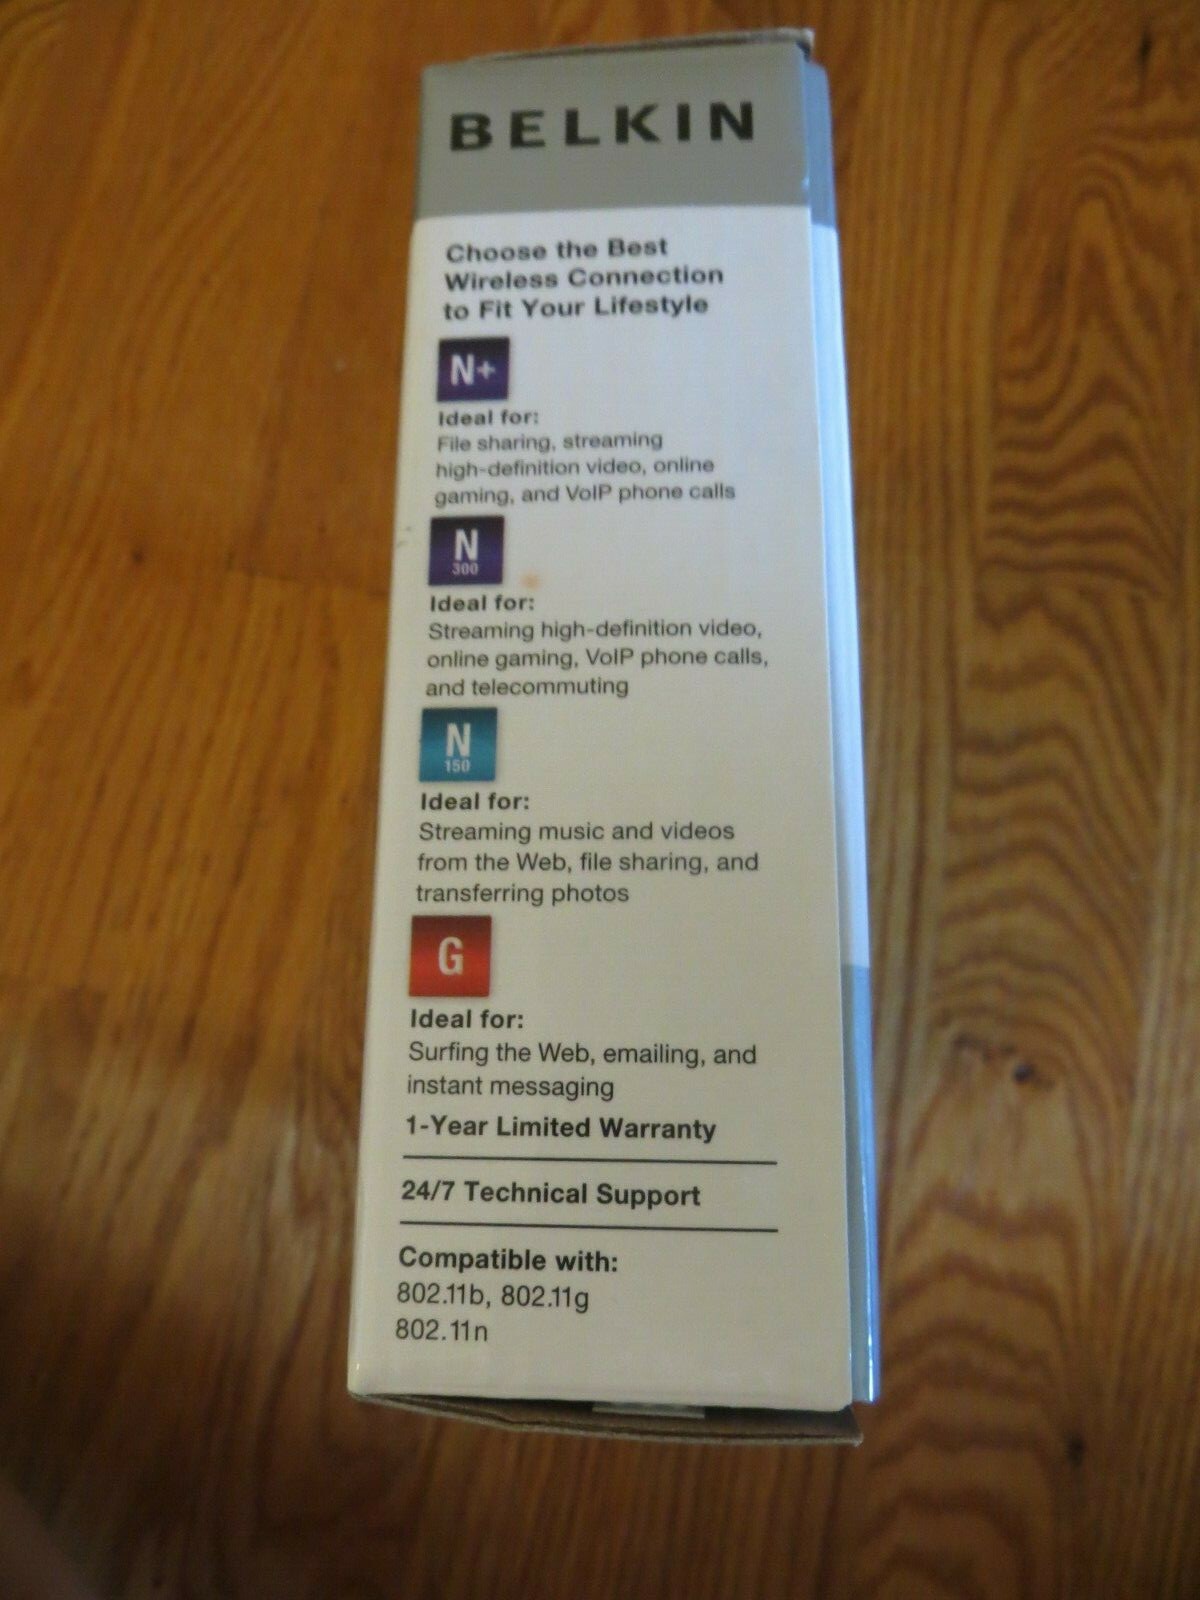 BELKIN
Choose the Best
Wireless Connection
to Fit Your Lifestyle
N+
Ideal for:
File sharing, streaming
high-definition video, online
gaming, and VoIP phone calls
N
300
Ideal for:
Streaming high-definition video,
online gaming, VoIP phone calls,
and telecommuting
N
150
Ideal for:
Streaming music and videos
from the Web, file sharing, and
transferring photos
G
Ideal for:
Surfing the Web, emailing, and
instant messaging
1-Year Limited Warranty
24/7 Technical Support
Compatible with:
802.11b, 802.11g
802.11n